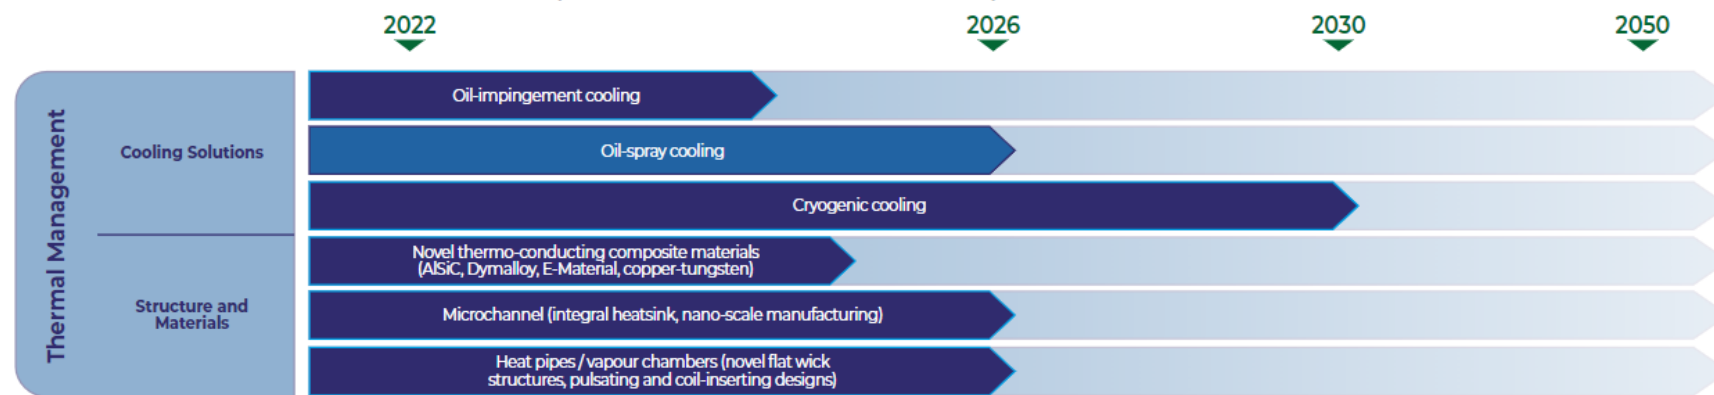 2022
2026
2030
2050
Thermal Management
Cooling Solutions
Oil-impingement cooling
Oil-spray cooling
Cryogenic cooling
Structure and
Materials
Novel thermo-conducting composite materials
(AlSiC, Dymalloy, E-Material, copper-tungsten)
Microchannel (integral heatsink, nano-scale manufacturing)
Heat pipes / vapour chambers (novel flat wick
structures, pulsating and coil-inserting designs)